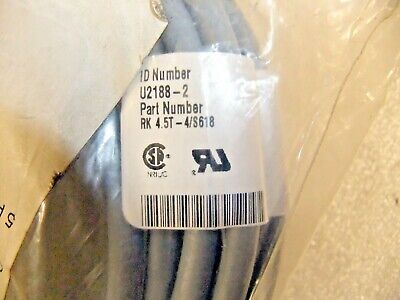 ID Number
U2188-2
Part Number
RK 4.5T-4/S618